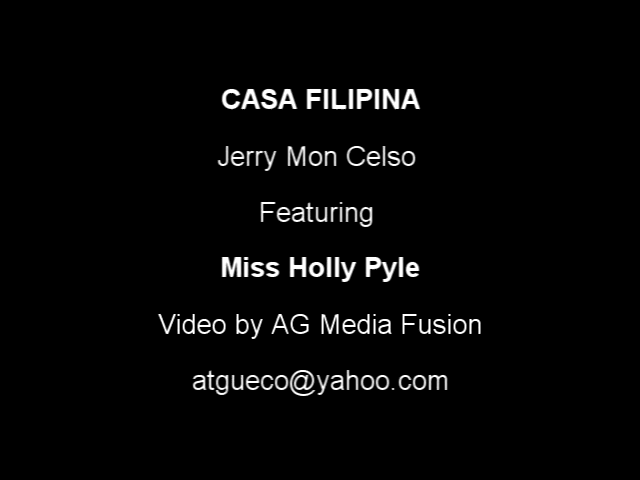 CASA FILIPINA
Jerry Mon Celso
Featuring
Miss Holly Pyle
Video by AG Media Fusion
atgueco@yahoo.com